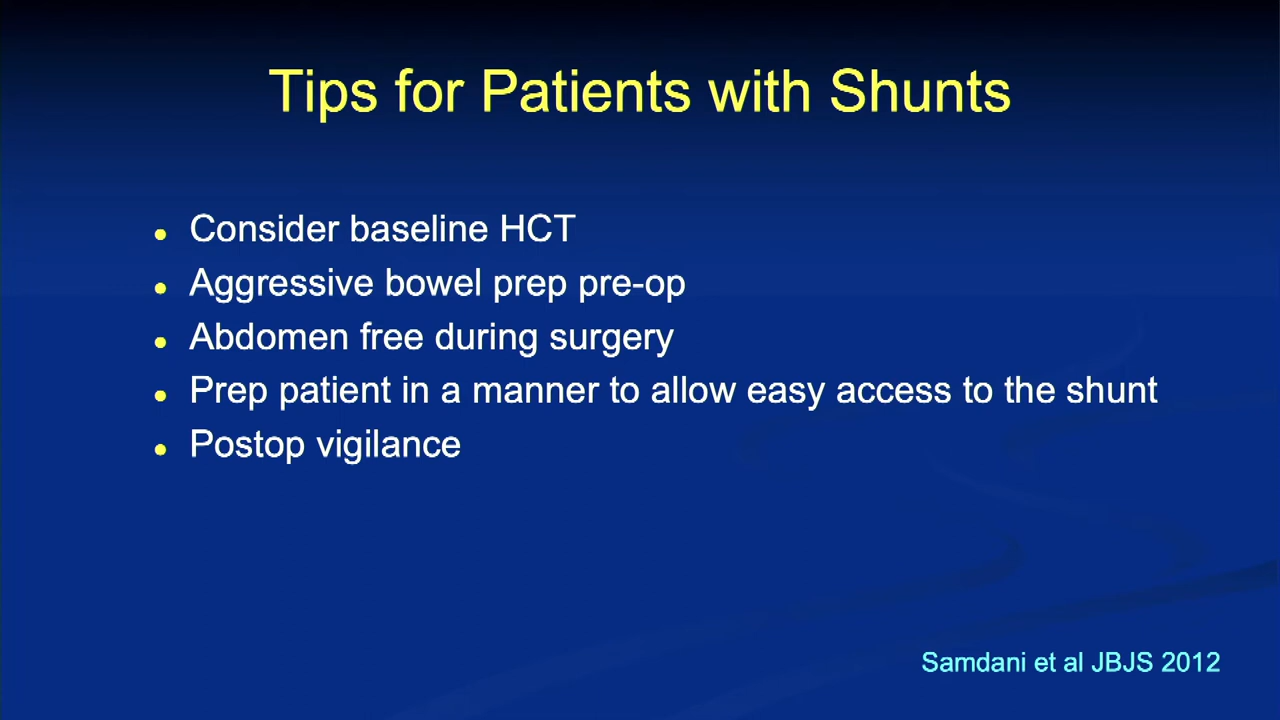 Tips for Patients with Shunts
Consider baseline HCT
Aggressive bowel prep pre-op
Abdomen free during surgery
Prep patient in a manner to allow easy access to the shunt
Postop vigilance
Samdani et al JBJS 2012